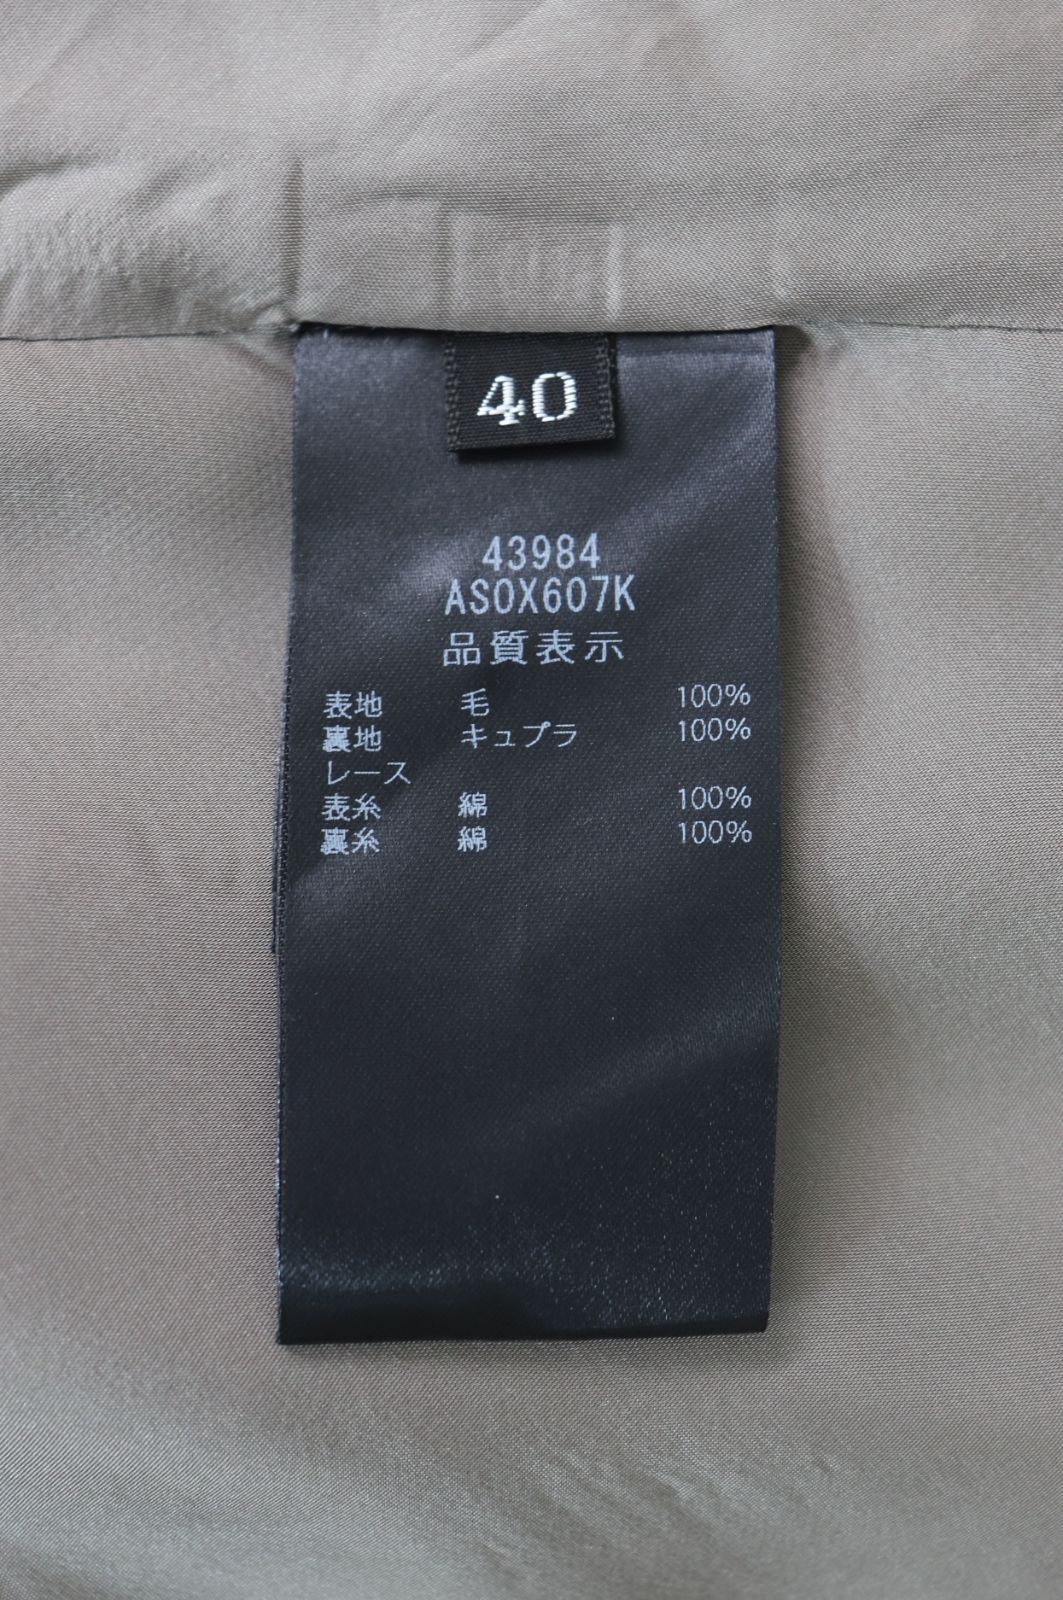 40
43984
ASOX607K
品質表示
表地 毛 100%
裏地 キュプラ 100%
レース
表糸 綿 100%
裏糸 綿 100%